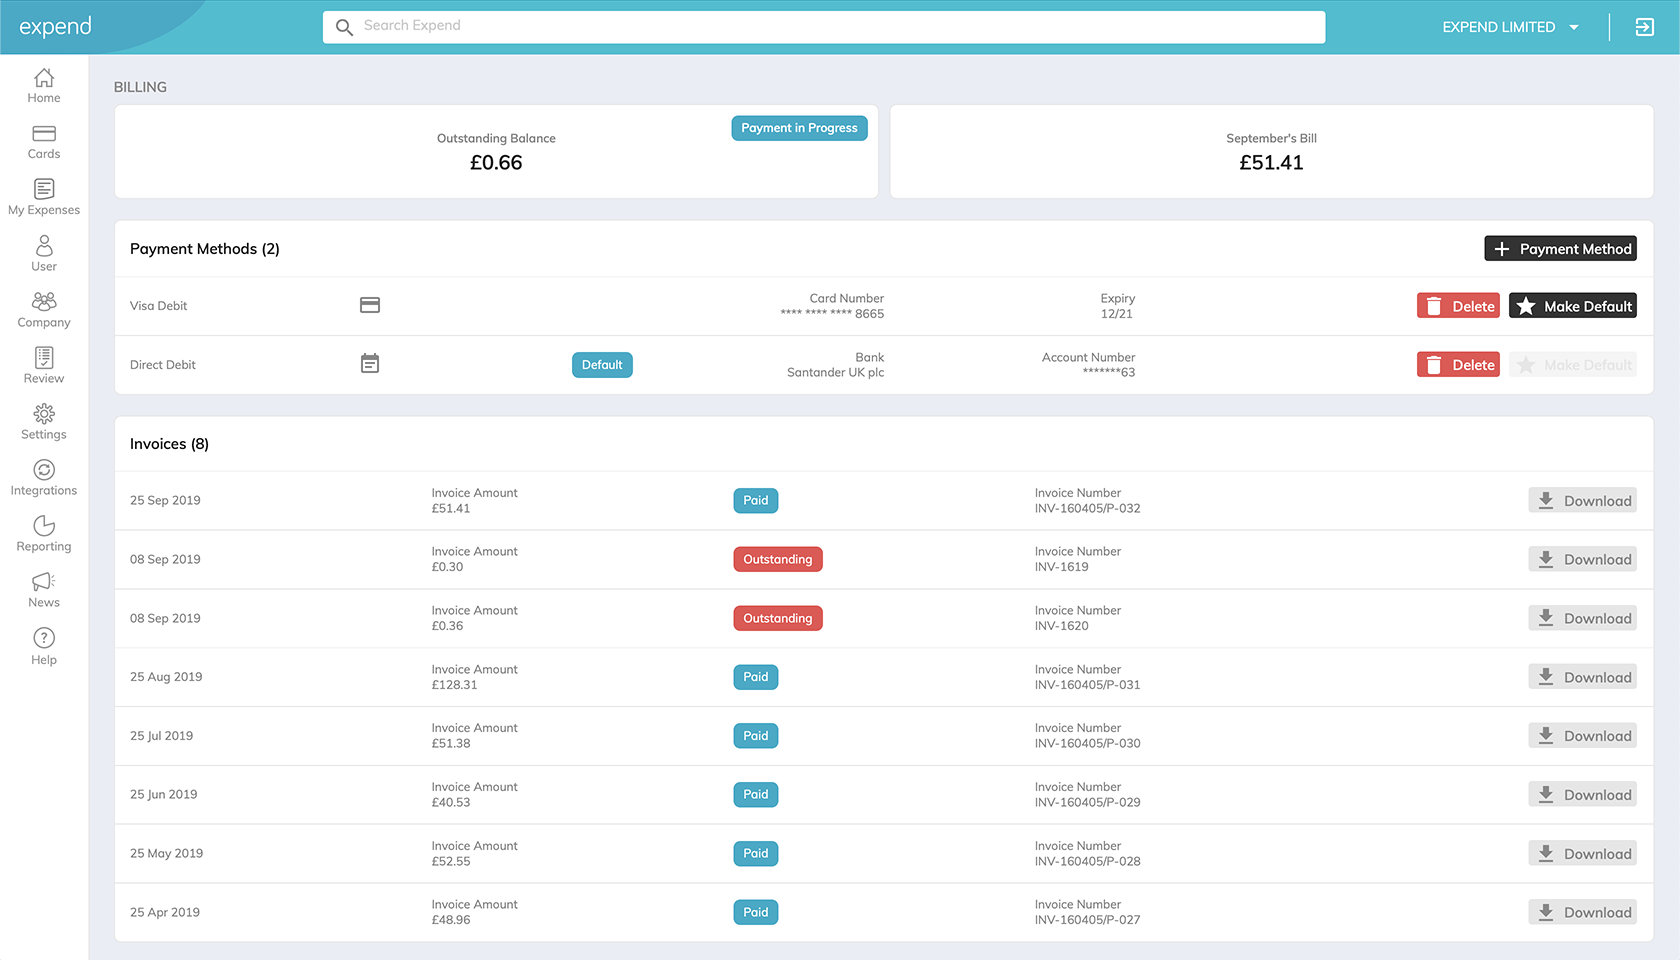 expend
Search Expend
EXPEND LIMITED
Home
Cards
My Expenses
User
Company
Review
Settings
Integrations
Reporting
News
Help
BILLING
Outstanding Balance
£0.66
Payment in Progress
September's Bill
£51.41
Payment Methods (2)
Payment Method
Visa Debit
Card Number
**** **** **** 8665
Expiry
12/21
Delete
Make Default
Direct Debit
Default
Bank
Santander UK plc
Account Number
*******63
Delete
Make Default
Invoices (8)
25 Sep 2019
Invoice Amount
£51.41
Paid
Invoice Number
INV-160405/P-032
Download
08 Sep 2019
Invoice Amount
£0.30
Outstanding
Invoice Number
INV-1619
Download
08 Sep 2019
Invoice Amount
£0.36
Outstanding
Invoice Number
INV-1620
Download
25 Aug 2019
Invoice Amount
£128.31
Paid
Invoice Number
INV-160405/P-031
Download
25 Jul 2019
Invoice Amount
£51.38
Paid
Invoice Number
INV-160405/P-030
Download
25 Jun 2019
Invoice Amount
£40.53
Paid
Invoice Number
INV-160405/P-029
Download
25 May 2019
Invoice Amount
£52.55
Paid
Invoice Number
INV-160405/P-028
Download
25 Apr 2019
Invoice Amount
£48.96
Paid
Invoice Number
INV-160405/P-027
Download